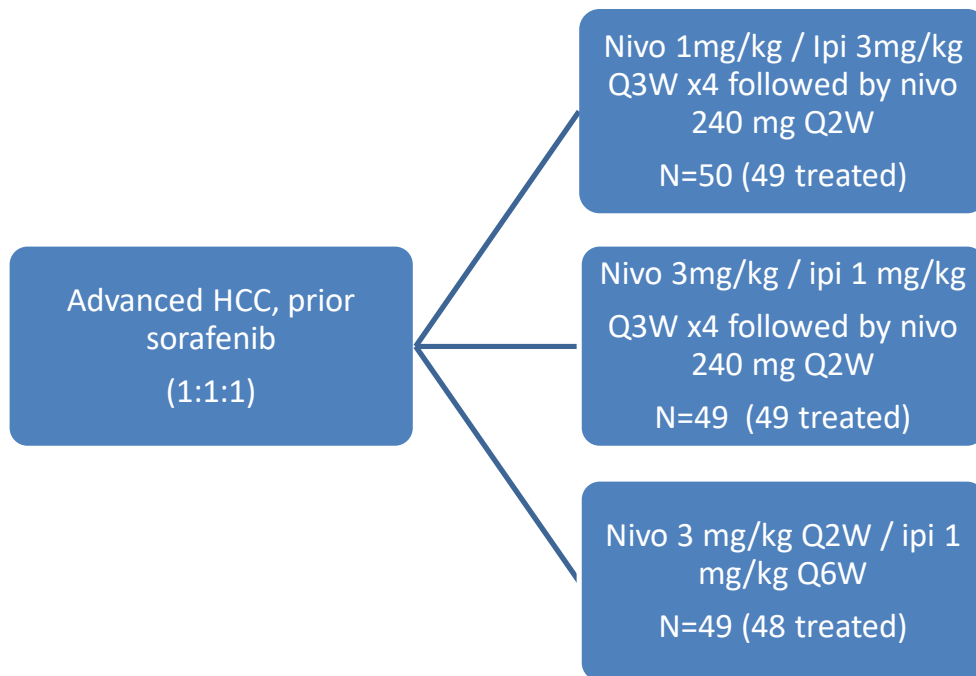 Advanced HCC, prior
sorafenib
(1:1:1)
Nivo 1mg/kg / Ipi 3mg/kg
Q3W x4 followed by nivo
240 mg Q2W
N=50 (49 treated)
Nivo 3mg/kg / ipi 1 mg/kg
Q3W x4 followed by nivo
240 mg Q2W
N=49 (49 treated)
Nivo 3 mg/kg Q2W / ipi 1
mg/kg Q6W
N=49 (48 treated)